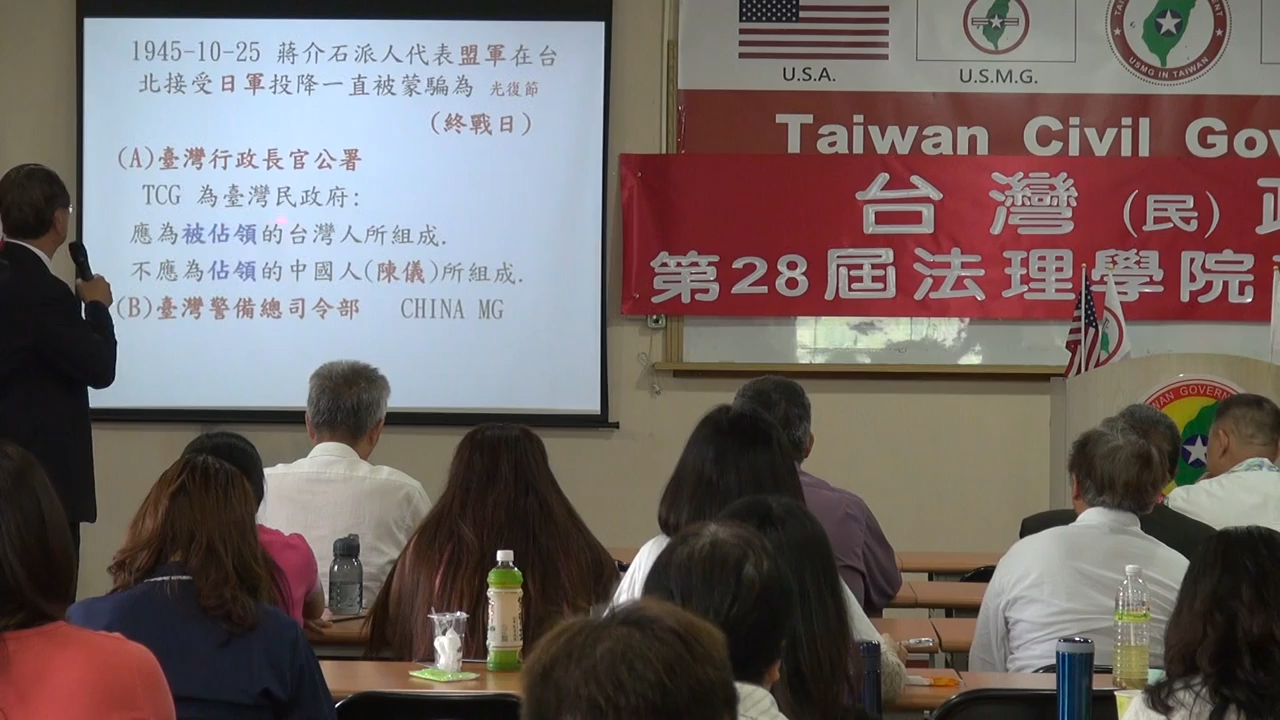 1945-10-25 蔣介石派人代表盟軍在台
北接受日軍投降一直被蒙騙為 光復節
(終戰日)
(A)臺灣行政長官公署
TCG 為臺灣民政府:
應為被佔領的台灣人所組成.
不應為佔領的中國人(陳儀)所組成.
(B)臺灣警備總司令部 CHINA MG
U.S.A.
U.S.M.G.
USMG IN TAIWAN
Taiwan Civil Gov
台灣(民)政
第28屆法理學院